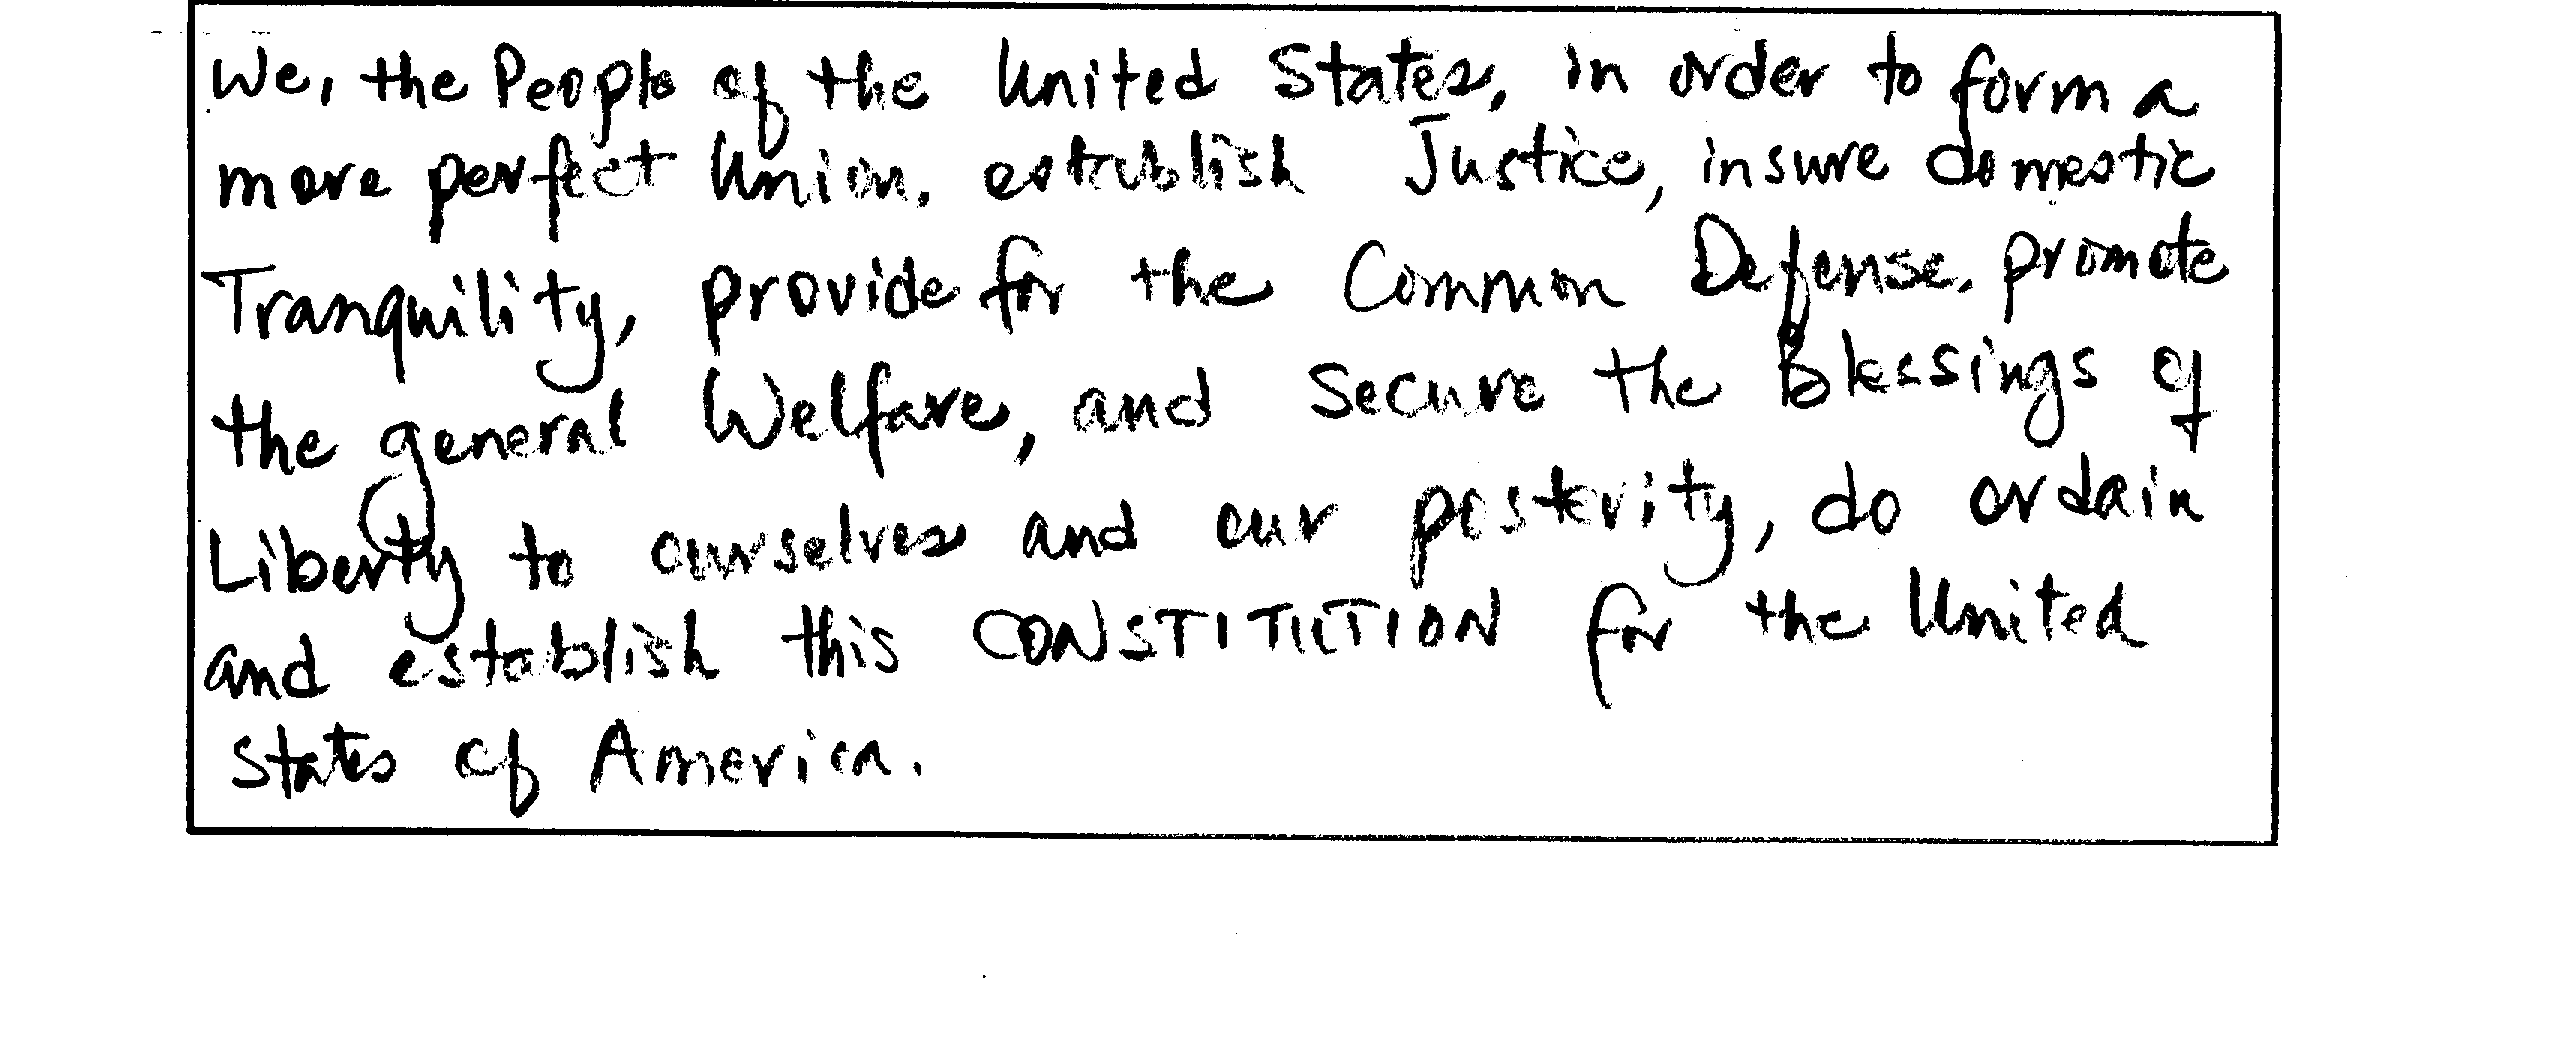 We, the People of the United States, in order to form a
more perfect Union, establish Justice, insure domestic
Tranquility, provide for the Common Defense, promote
the general Welfare, and secure the Blessings of
Liberty to ourselves and our posterity, do ordain
and establish this CONSTITUTION for the United
States of America.